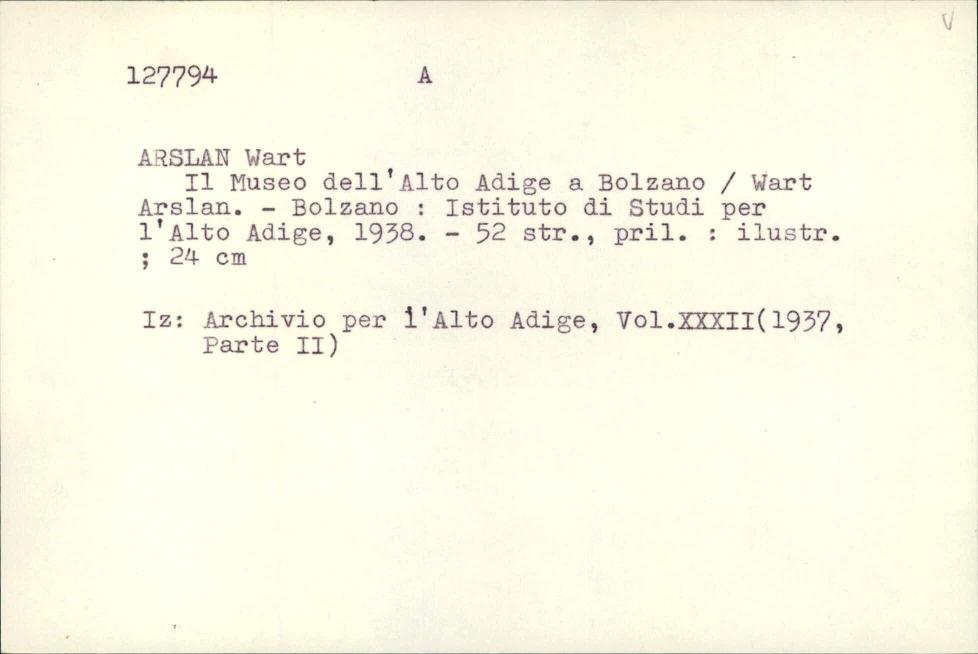 V
127794 A
ARSLAN Wart
Il Museo dell'Alto Adige a Bolzano / Wart
Arslan. - Bolzano : Istituto di Studi per
l'Alto Adige, 1938. - 52 str., pril. : ilustr.
; 24 cm
Iz: Archivio per l'Alto Adige, Vol.XXXII(1937,
Parte II)